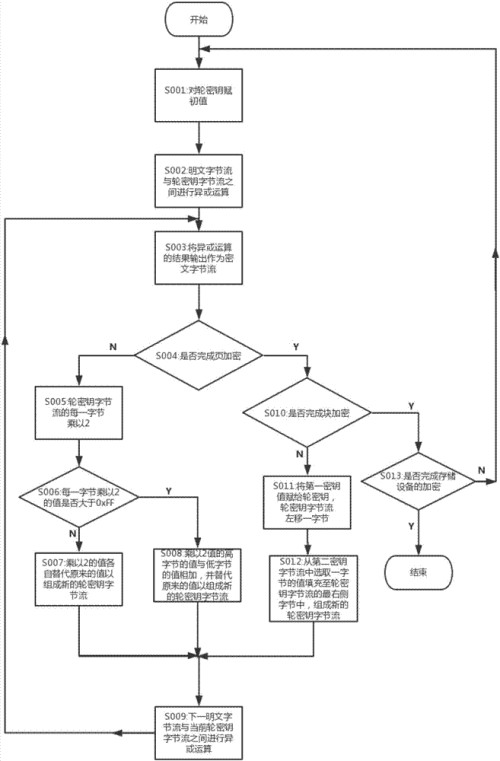 开始
S001:对轮密钥赋
初值
S002:明文字节流
与轮密钥字节流之
间进行异或运算
S003:将异或运算
的结果输出作为密
文字节流
S004:是否完成页加密
N
Y
S005:轮密钥字节
流的每一字节
乘以2
S010:是否完成块加密
Y
N
S006:每一字节乘以2
的值是否大于0xFF
Y
N
S011:将第一密钥
值赋给轮密钥,
轮密钥字节流
左移一字节
S013:是否完成存储
设备的加密
N
Y
S007:乘以2的值各
自替代原来的值以
组成新的轮密钥字
节流
S008:乘以2值的高
字节的值与低字节
的值相加,并替代
原来的值以组成新
的轮密钥字节流
S012:从第二密钥
字节流中选取一字
节的值填充至轮密
钥字节流的最右侧
字节中,组成新的
轮密钥字节流
结束
S009:下一明文字
节流与当前轮密钥
字节流之间进行异
或运算